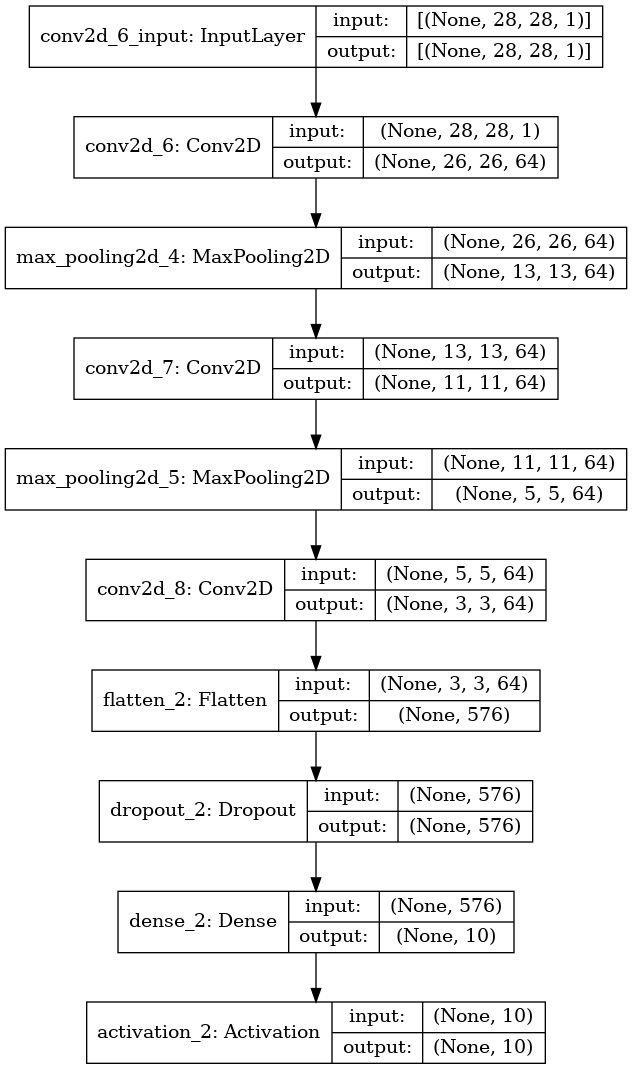 conv2d_6_input: InputLayer
input: [(None, 28, 28, 1)]
output: [(None, 28, 28, 1)]
conv2d_6: Conv2D
input: (None, 28, 28, 1)
output: (None, 26, 26, 64)
max_pooling2d_4: MaxPooling2D
input: (None, 26, 26, 64)
output: (None, 13, 13, 64)
conv2d_7: Conv2D
input: (None, 13, 13, 64)
output: (None, 11, 11, 64)
max_pooling2d_5: MaxPooling2D
input: (None, 11, 11, 64)
output: (None, 5, 5, 64)
conv2d_8: Conv2D
input: (None, 5, 5, 64)
output: (None, 3, 3, 64)
flatten_2: Flatten
input: (None, 3, 3, 64)
output: (None, 576)
dropout_2: Dropout
input: (None, 576)
output: (None, 576)
dense_2: Dense
input: (None, 576)
output: (None, 10)
activation_2: Activation
input: (None, 10)
output: (None, 10)